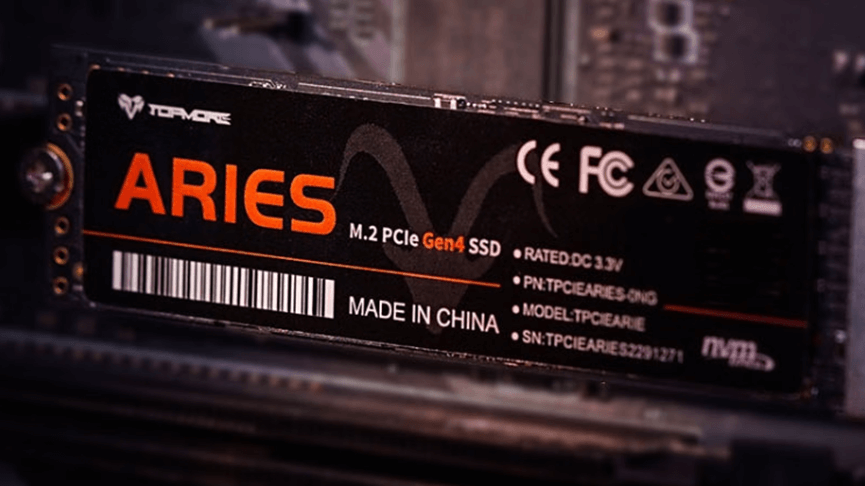 TOPMORE
ARIES
M.2 PCIe Gen4 SSD
MADE IN CHINA
CE FC
• RATED:DC 3.3V
• PN:TPCIEARIES-0NG
• MODEL:TPCIEARIE
• SN:TPCIEARIES2291271
nvm